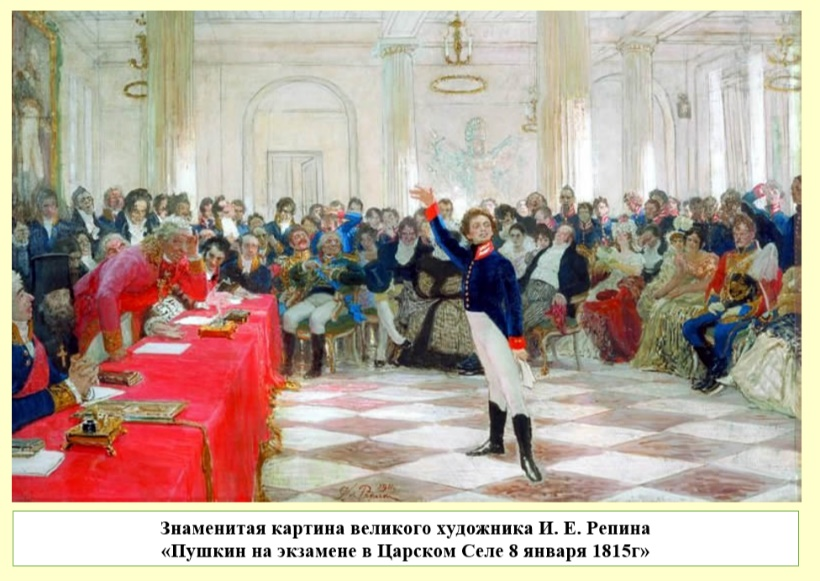 Знаменитая картина великого художника И. Е. Репина
«Пушкин на экзамене в Царском Селе 8 января 1815г»